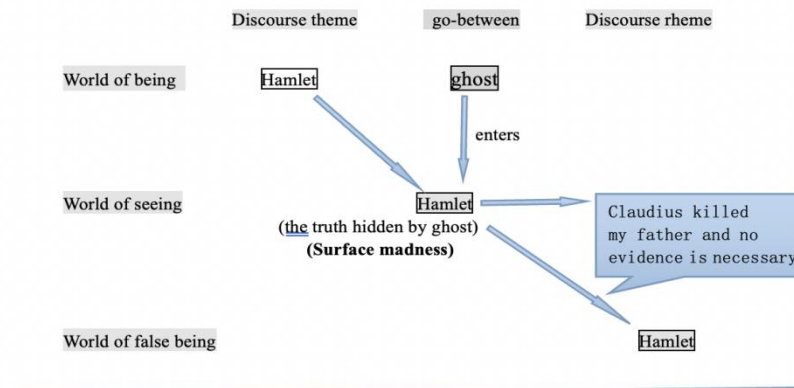 Discourse theme go-between Discourse rheme
World of being Hamlet ghost
enters
World of seeing Hamlet
(the truth hidden by ghost)
(Surface madness)
Claudius killed
my father and no
evidence is necessary
World of false being Hamlet